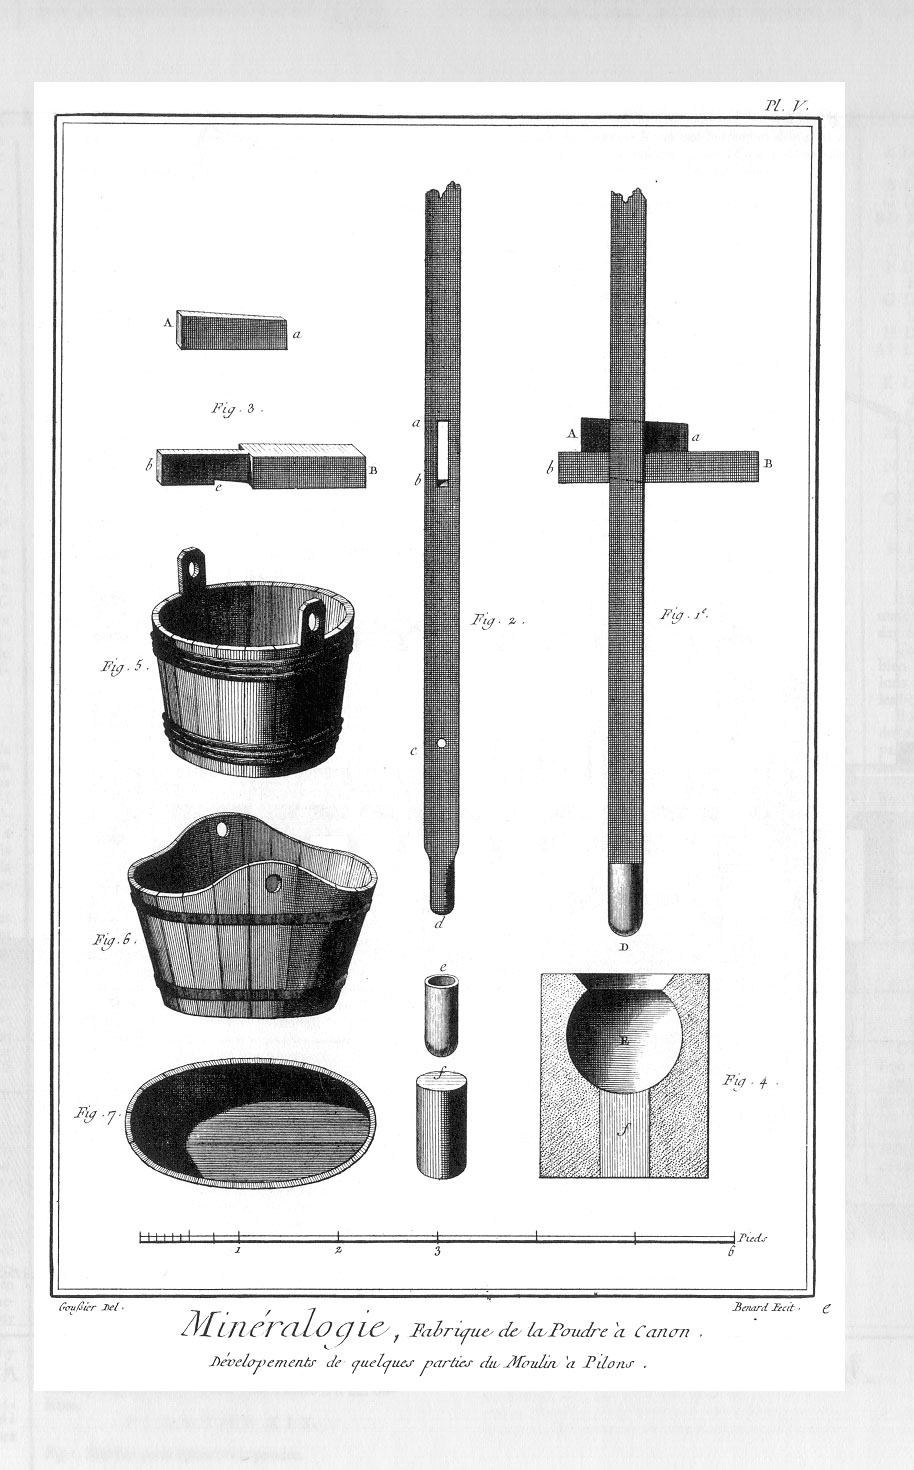 Pl. V.
A
a
Fig. 3.
b
e
B
a
b
A
a
b
B
Fig. 2.
Fig. 1e.
Fig. 5.
c
d
D
Fig. 6.
e
f
E
f
Fig. 4.
Fig. 7.
1 2 3 6 Pieds
Goussier Del.
Benard Fecit.
e
Minéralogie, Fabrique de la Poudre à Canon.
Dévelopements de quelques parties du Moulin à Pilons.